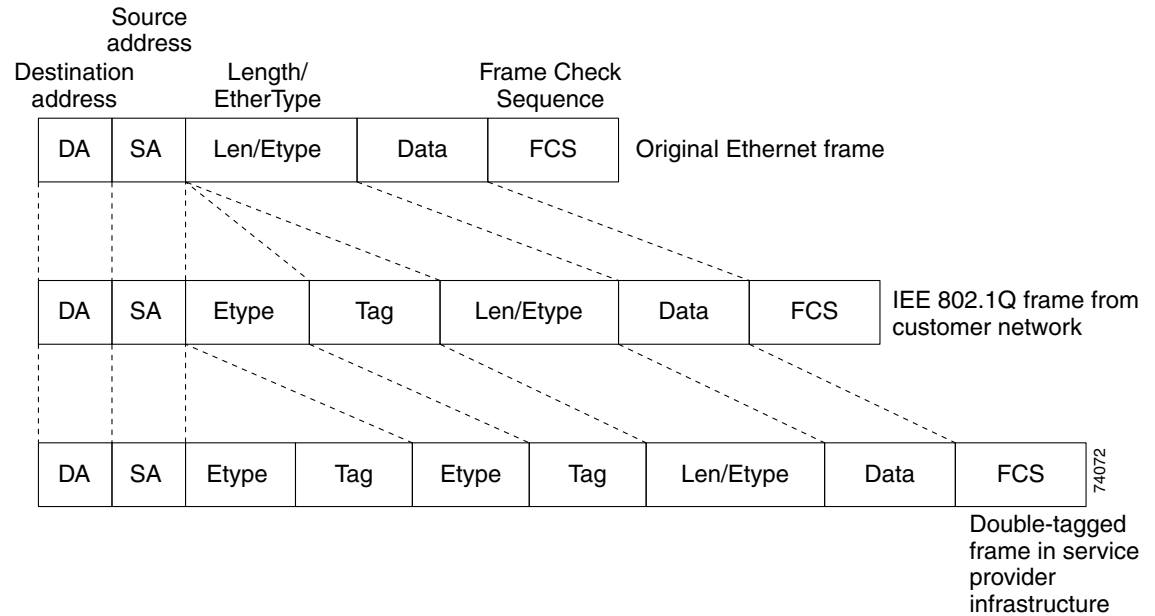 Source
address
Destination
address
Length/
EtherType
Frame Check
Sequence
DA SA Len/Etype Data FCS Original Ethernet frame
DA SA Etype Tag Len/Etype Data FCS
IEE 802.1Q frame from
customer network
DA SA Etype Tag Etype Tag Len/Etype Data FCS
74072
Double-tagged
frame in service
provider
infrastructure